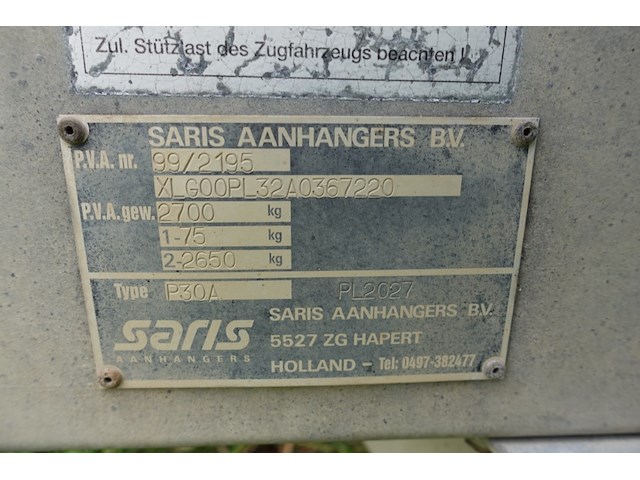 Zul. Stützlast des Zugfahrzeugs beachten !
SARIS AANHANGERS B.V.
P.V.A. nr. 99/2195
XLG00PL32A0367220
P.V.A. gew. 2700 kg
1-75 kg
2-2650 kg
Type P30A PL2027
saris
AANHANGERS
SARIS AANHANGERS B.V.
5527 ZG HAPERT
HOLLAND - Tel: 0497-382477